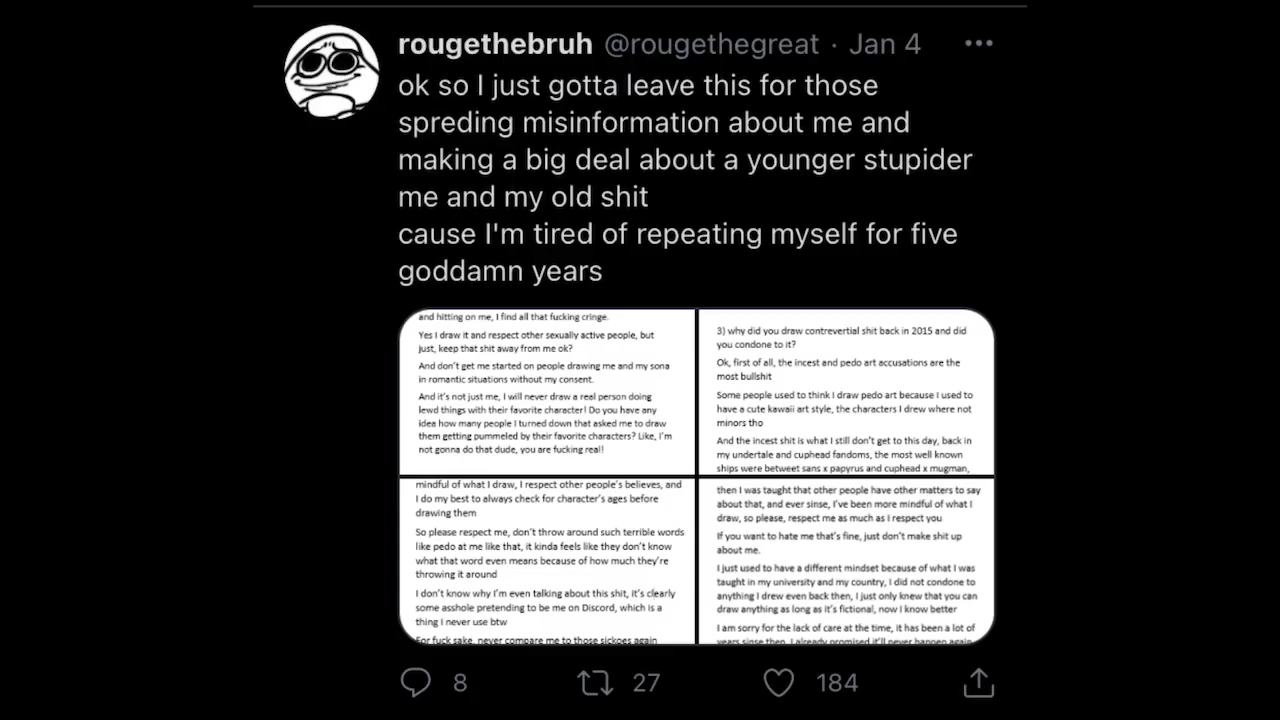 rougethebruh @rougethegreat · Jan 4
ok so I just gotta leave this for those
spreding misinformation about me and
making a big deal about a younger stupider
me and my old shit
cause I'm tired of repeating myself for five
goddamn years
and hitting on me, I find all that fucking cringe.
Yes I draw it and respect other sexually active people, but
just, keep that shit away from me ok?
And don't get me started on people drawing me and my sona
in romantic situations without my consent.
And it's not just me, I will never draw a real person doing
lewd things with their favorite character! Do you have any
idea how many people I turned down that asked me to draw
them getting pummeled by their favorite characters? Like, I'm
not gonna do that dude, you are fucking real!
3) why did you draw contrevertial shit back in 2015 and did
you condone to it?
Ok, first of all, the incest and pedo art accusations are the
most bullshit
Some people used to think I draw pedo art because I used to
have a cute kawaii art style, the characters I drew where not
minors tho
And the incest shit is what I still don't get to this day, back in
my undertale and cuphead fandoms, the most well known
ships were betweet sans x papyrus and cuphead x mugman,
mindful of what I draw, I respect other people's believes, and
I do my best to always check for character's ages before
drawing them
So please respect me, don't throw around such terrible words
like pedo at me like that, it kinda feels like they don't know
what that word even means because of how much they're
throwing it around
I don't know why I'm even talking about this shit, it's clearly
some asshole pretending to be me on Discord, which is a
thing I never use btw
For fuck sake, never compare me to those sickoes again
then I was taught that other people have other matters to say
about that, and ever sinse, I've been more mindful of what I
draw, so please, respect me as much as I respect you
If you want to hate me that's fine, just don't make shit up
about me.
I just used to have a different mindset because of what I was
taught in my university and my country, I did not condone to
anything I drew even back then, I just only knew that you can
draw anything as long as it's fictional, now I know better
I am sorry for the lack of care at the time, it has been a lot of
years sinse then, I already promised it'll never happen again
8 27 184